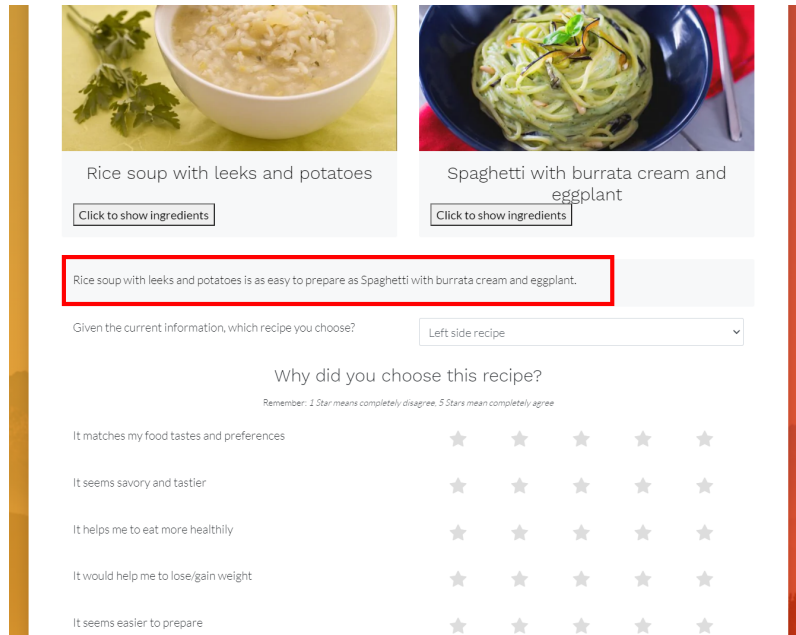 Rice soup with leeks and potatoes
Click to show ingredients
Spaghetti with burrata cream and
eggplant
Click to show ingredients
Rice soup with leeks and potatoes is as easy to prepare as Spaghetti with burrata cream and eggplant.
Given the current information, which recipe you choose?
Left side recipe
Why did you choose this recipe?
Remember: 1 Star means completely disagree, 5 Stars mean completely agree
It matches my food tastes and preferences
It seems savory and tastier
It helps me to eat more healthily
It would help me to lose/gain weight
It seems easier to prepare